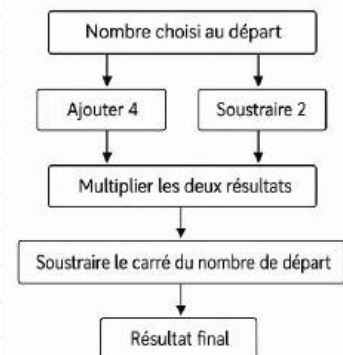 Nombre choisi au départ
Ajouter 4
Soustraire 2
Multiplier les deux résultats
Soustraire le carré du nombre de départ
Résultat final